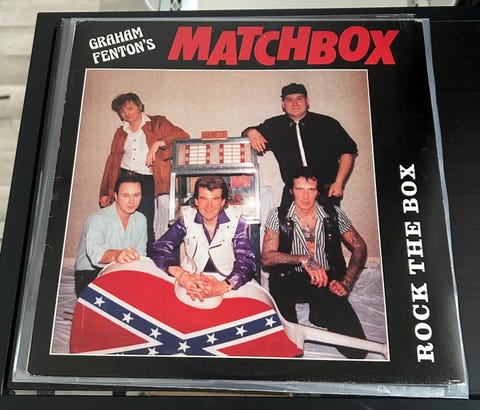 GRAHAM
FENTON'S
MATCHBOX
ROCK THE BOX